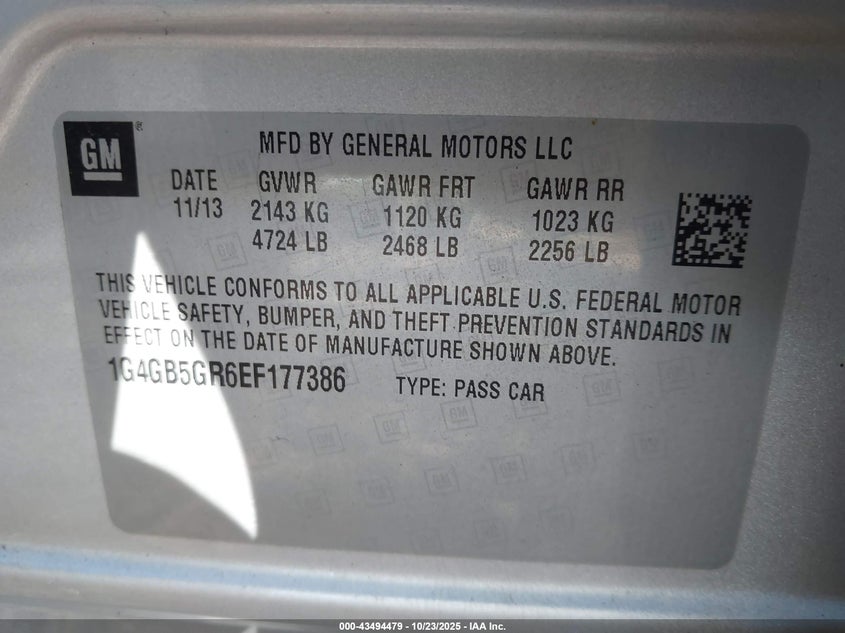 GM
MFD BY GENERAL MOTORS LLC
DATE GVWR GAWR FRT GAWR RR
11/13 2143 KG 1120 KG 1023 KG
4724 LB 2468 LB 2256 LB
THIS VEHICLE CONFORMS TO ALL APPLICABLE U.S. FEDERAL MOTOR
VEHICLE SAFETY, BUMPER, AND THEFT PREVENTION STANDARDS IN
EFFECT ON THE DATE OF MANUFACTURE SHOWN ABOVE.
1G4GB5GR6EF177386 TYPE: PASS CAR
000-43494479 - 10/23/2025 - IAA Inc.